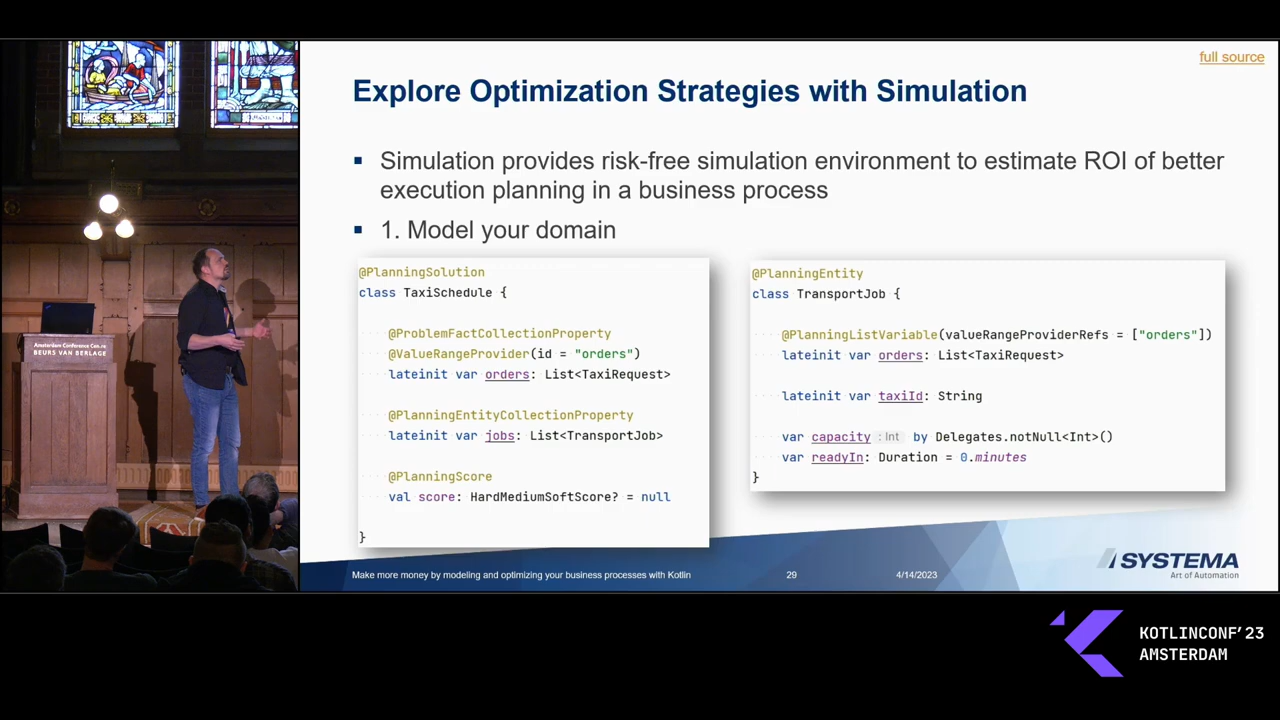 full source
Explore Optimization Strategies with Simulation
▪ Simulation provides risk-free simulation environment to estimate ROI of better
execution planning in a business process
▪ 1. Model your domain
@PlanningSolution
class TaxiSchedule {
@ProblemFactCollectionProperty
@ValueRangeProvider(id = "orders")
lateinit var orders: List<TaxiRequest>
@PlanningEntityCollectionProperty
lateinit var jobs: List<TransportJob>
@PlanningScore
val score: HardMediumSoftScore? = null
}
@PlanningEntity
class TransportJob {
@PlanningListVariable(valueRangeProviderRefs = ["orders"])
lateinit var orders: List<TaxiRequest>
lateinit var taxiId: String
var capacity : Int by Delegates.notNull<Int>()
var readyIn: Duration = 0.minutes
}
Make more money by modeling and optimizing your business processes with Kotlin
29
4/14/2023
SYSTEMA
Art of Automation
BEURS VAN BERLAGE
KOTLINCONF'23
AMSTERDAM